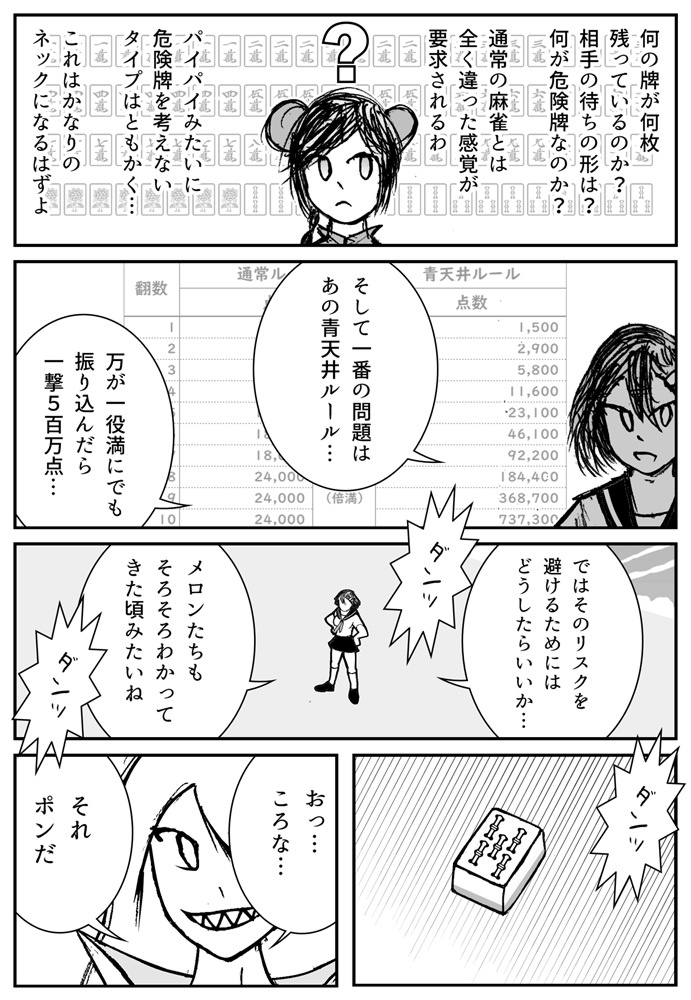 何の牌が何枚
残っているのか？
相手の待ちの形は？
何が危険牌なのか？
通常の麻雀とは
全く違った感覚が
要求されるわ
？
パイパイみたいに
危険牌を考えない
タイプはともかく…
これはかなりの
ネックになるはずよ
そして一番の問題は
あの青天井ルール…
万が一役満にでも
振り込んだら
一撃５百万点…
翻数
通常ル
青天井ルール
点数
1
1,500
2
2,900
3
5,800
11,600
23,100
46,100
18,
92,200
8
24,000
184,400
9
24,000
(倍満)
368,700
10
24,000
737,300
ではそのリスクを
避けるためには
どうしたらいいか…
ダンッ
メロンたちも
そろそろわかって
きた頃みたいね
ダンッ
ダンッ
おっ…
ころな…
それ
ポンだ